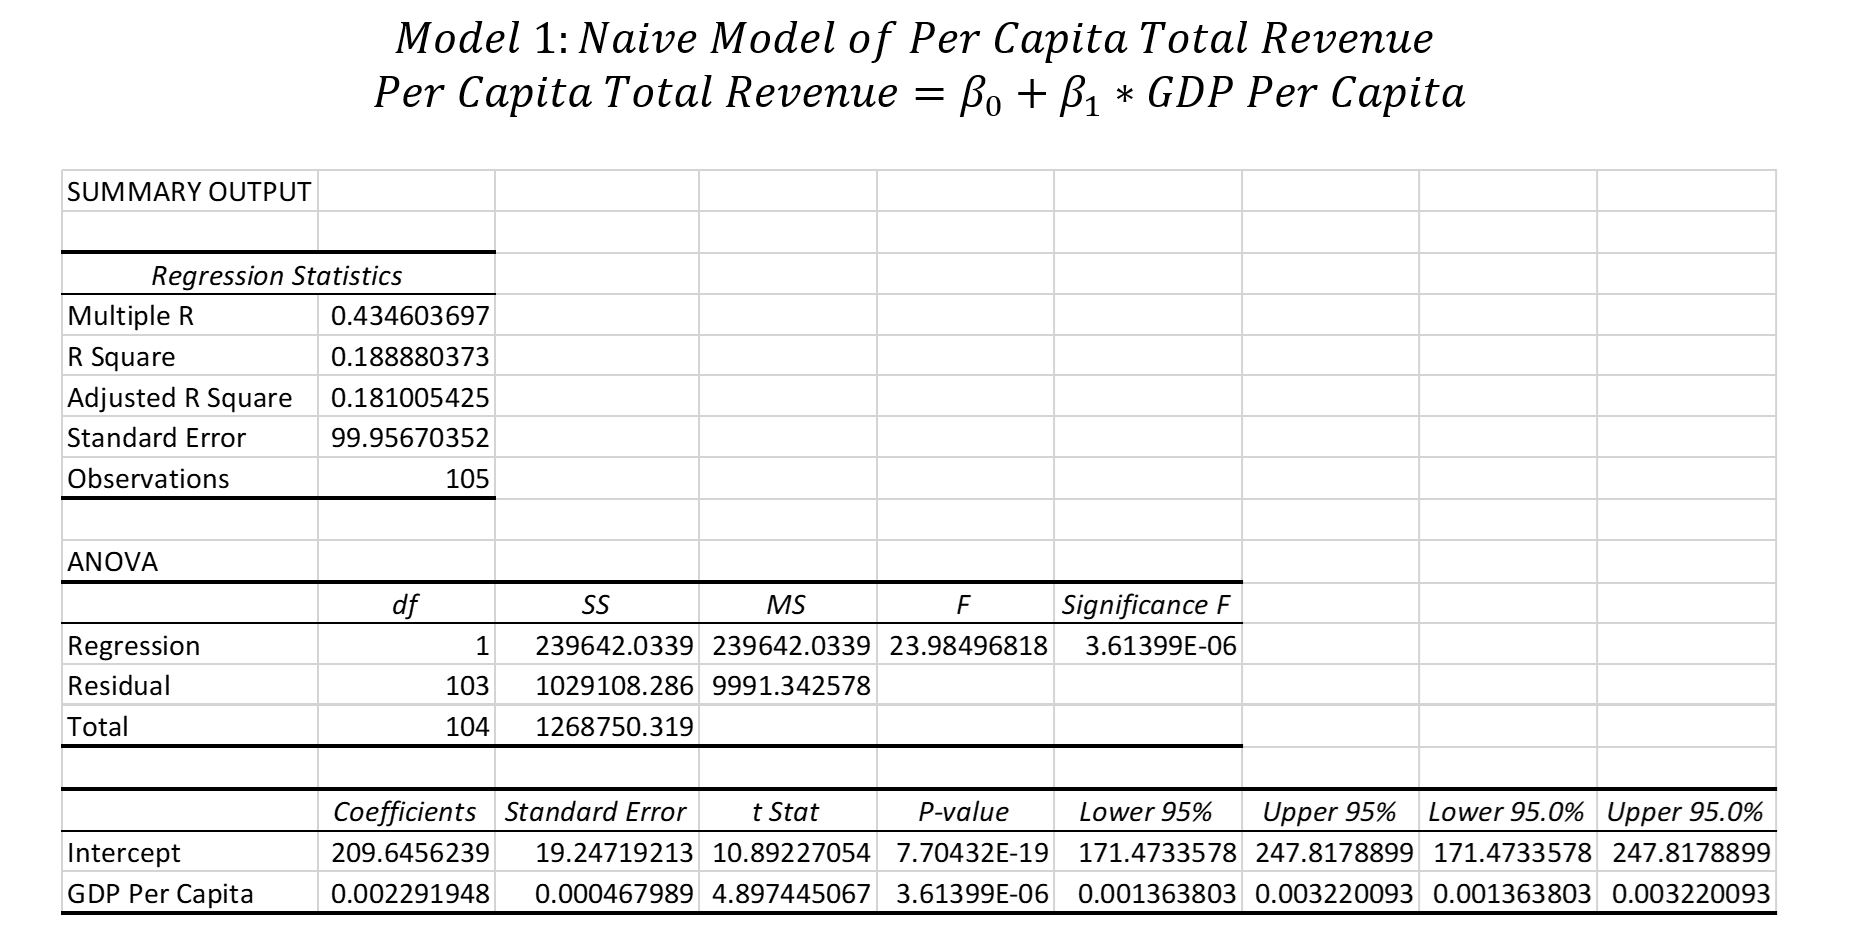 Model 1: Naive Model of Per Capita Total Revenue
Per Capita Total Revenue = β₀ + β₁ * GDP Per Capita
SUMMARY OUTPUT
Regression Statistics
Multiple R 0.434603697
R Square 0.188880373
Adjusted R Square 0.181005425
Standard Error 99.95670352
Observations 105
ANOVA
df SS MS F Significance F
Regression 1 239642.0339 239642.0339 23.98496818 3.61399E-06
Residual 103 1029108.286 9991.342578
Total 104 1268750.319
Coefficients Standard Error t Stat P-value Lower 95% Upper 95% Lower 95.0% Upper 95.0%
Intercept 209.6456239 19.24719213 10.89227054 7.70432E-19 171.4733578 247.8178899 171.4733578 247.8178899
GDP Per Capita 0.002291948 0.000467989 4.897445067 3.61399E-06 0.001363803 0.003220093 0.001363803 0.003220093